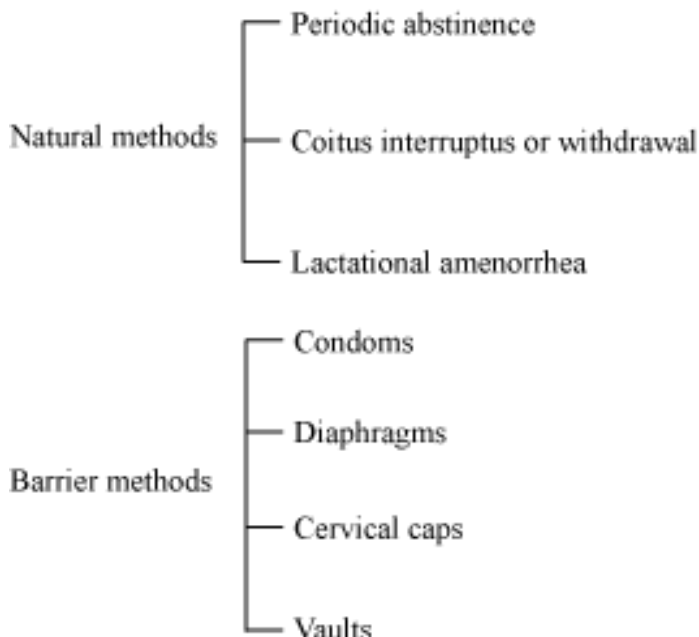 Natural methods
Periodic abstinence
Coitus interruptus or withdrawal
Lactational amenorrhea
Barrier methods
Condoms
Diaphragms
Cervical caps
Vaults